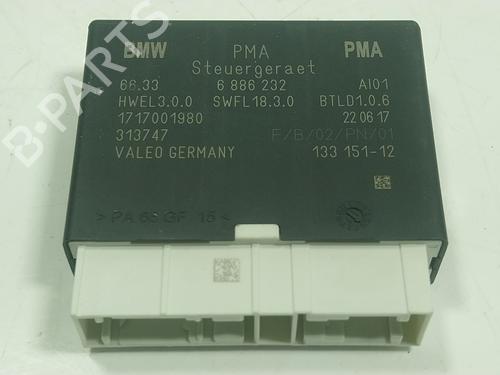 BMW PMA PMA
Steuergeraet
66.33 6 886 232 AI01
HWEL3.0.0 SWFL18.3.0 BTLD1.0.6
1717001980 22.06.17
313747 F/B/02/PN/01
VALEO GERMANY 133 151-12
>PA 66 GF 15<
B-PARTS